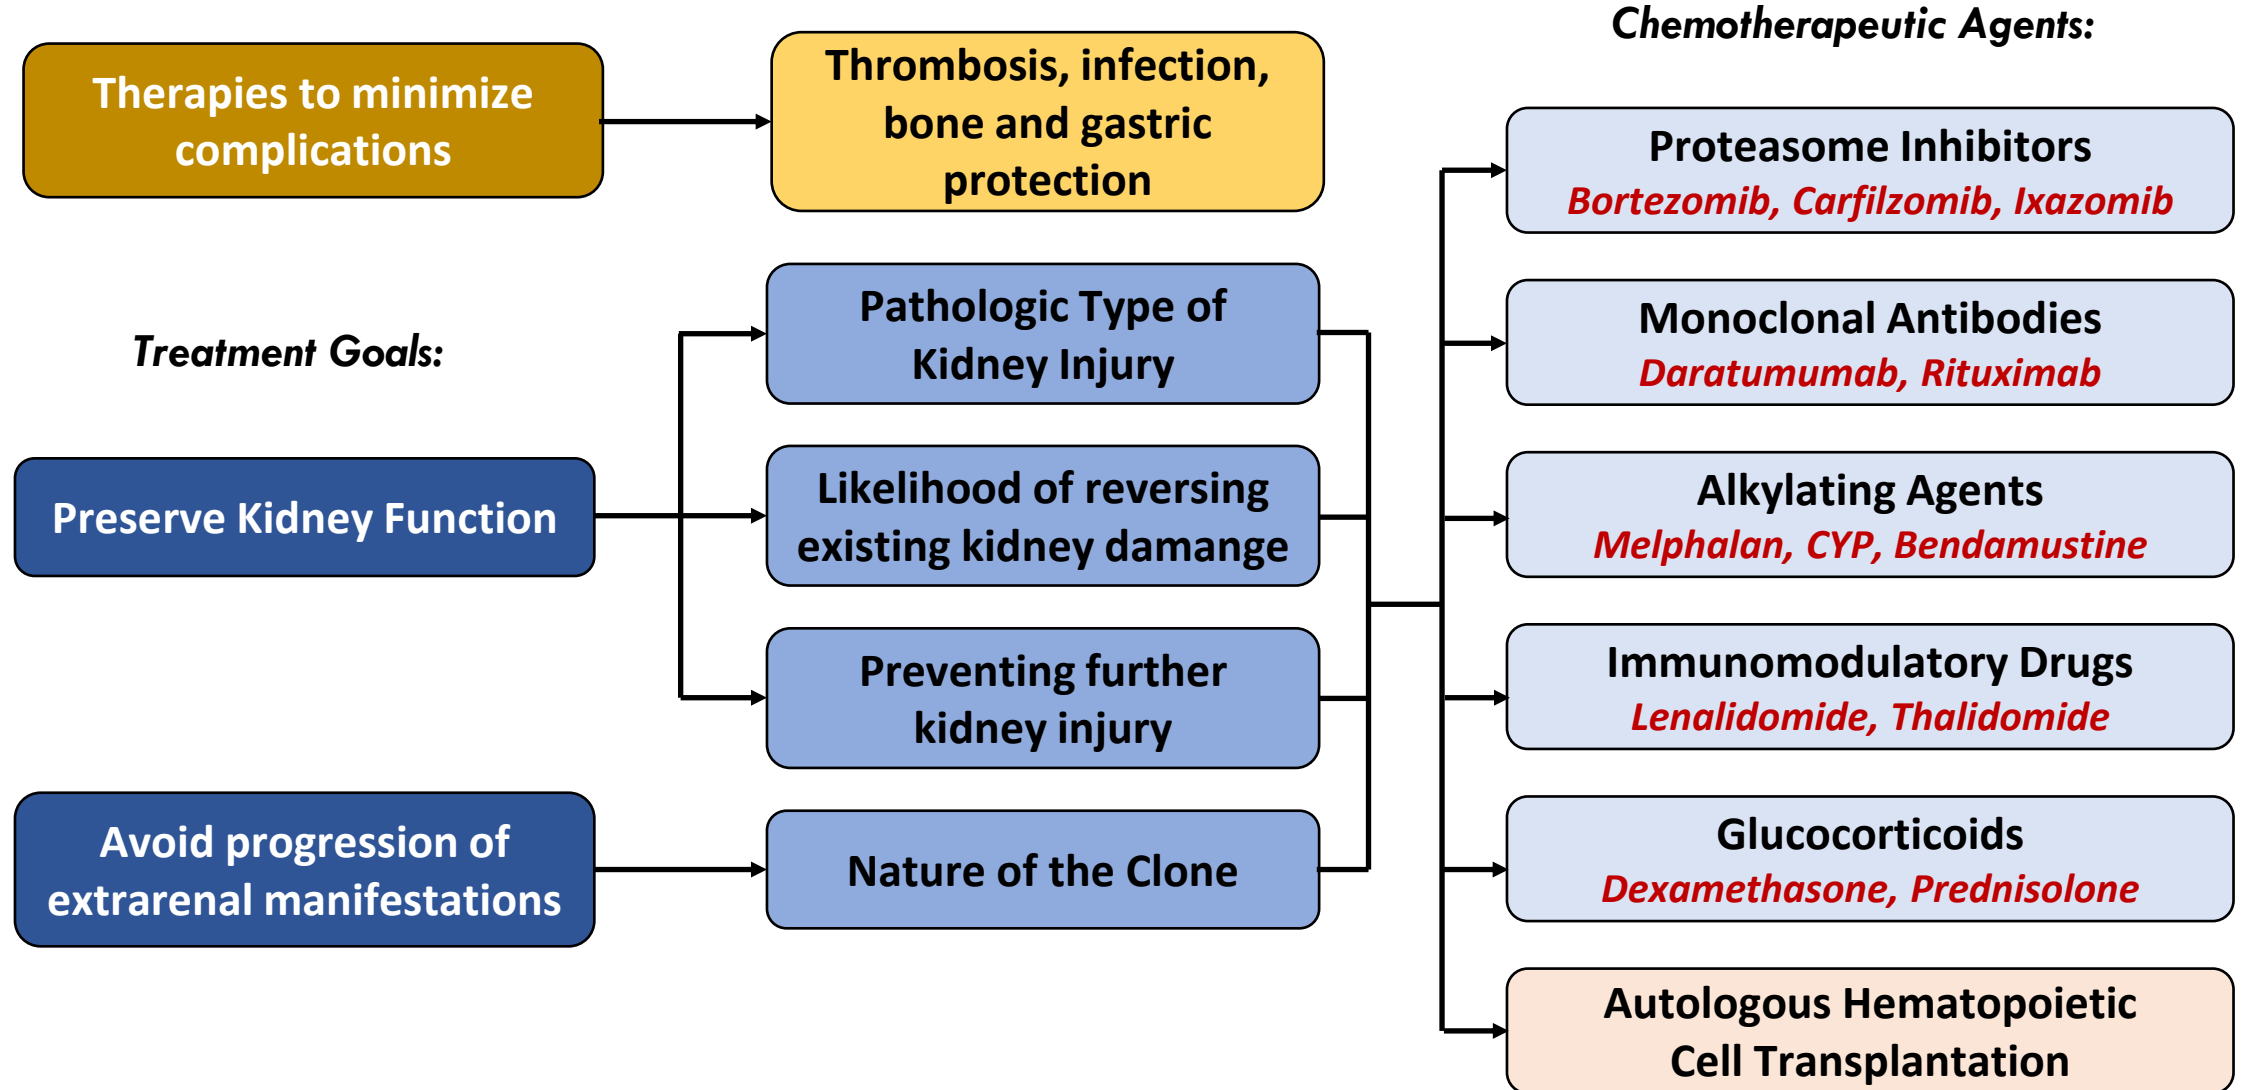 Therapies to minimize
complications
Thrombosis, infection,
bone and gastric
protection
Treatment Goals:
Preserve Kidney Function
Avoid progression of
extrarenal manifestations
Pathologic Type of
Kidney Injury
Likelihood of reversing
existing kidney damange
Preventing further
kidney injury
Nature of the Clone
Chemotherapeutic Agents:
Proteasome Inhibitors
Bortezomib, Carfilzomib, Ixazomib
Monoclonal Antibodies
Daratumumab, Rituximab
Alkylating Agents
Melphalan, CYP, Bendamustine
Immunomodulatory Drugs
Lenalidomide, Thalidomide
Glucocorticoids
Dexamethasone, Prednisolone
Autologous Hematopoietic
Cell Transplantation